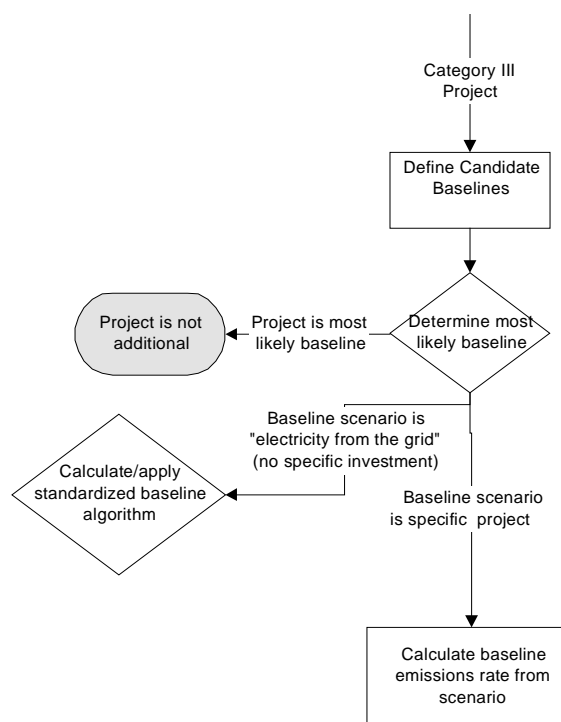 Category III
Project
Define Candidate
Baselines
Determine most
likely baseline
Project is most
likely baseline
Project is not
additional
Baseline scenario is
"electricity from the grid"
(no specific investment)
Calculate/apply
standardized baseline
algorithm
Baseline scenario
is specific project
Calculate baseline
emissions rate from
scenario